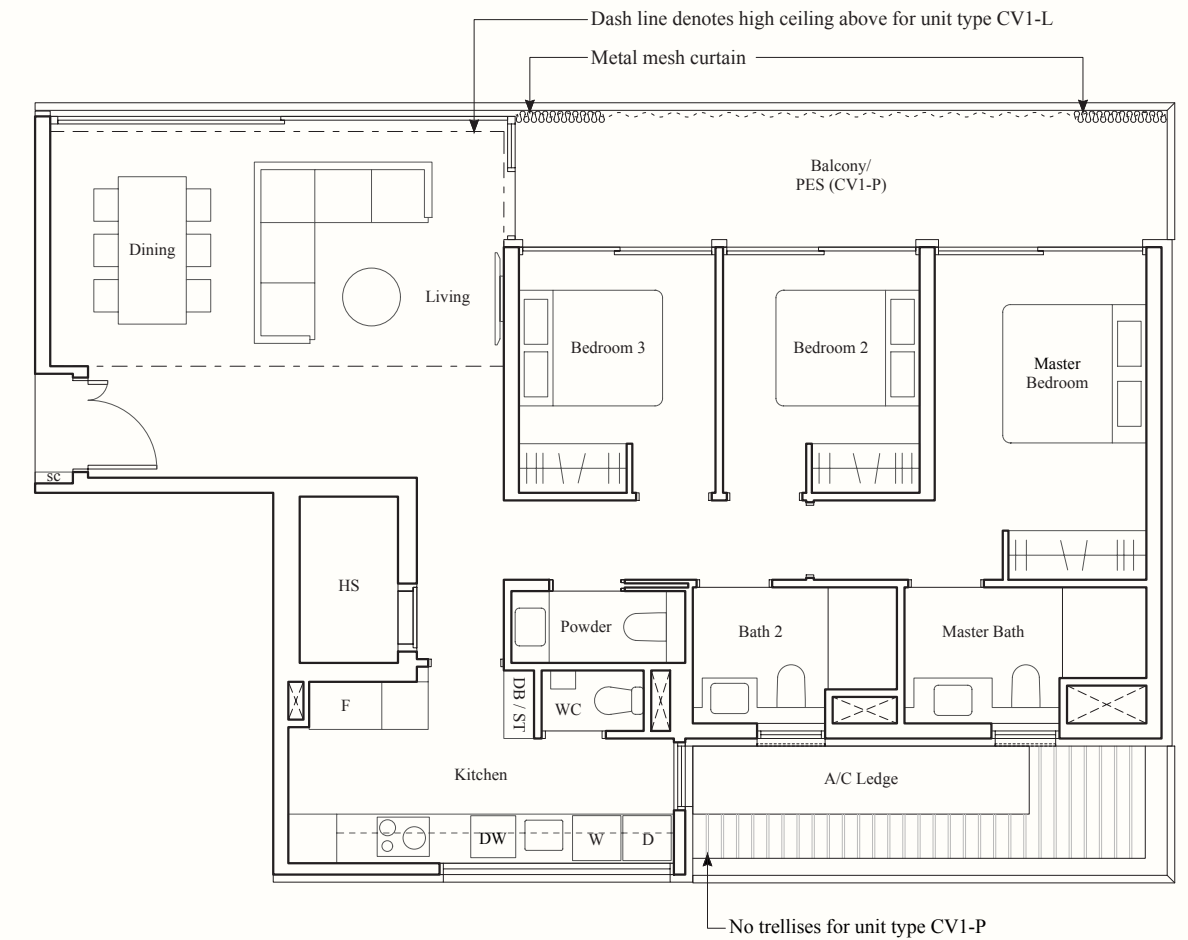 Dash line denotes high ceiling above for unit type CV1-L
Metal mesh curtain
Balcony/
PES (CV1-P)
Dining
Living
Bedroom 3
Bedroom 2
Master
Bedroom
sc
HS
Powder
Bath 2
Master Bath
F
DB / ST
WC
Kitchen
A/C Ledge
DW
W
D
No trellises for unit type CV1-P